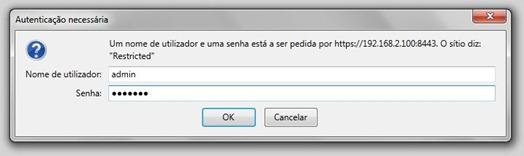 Autenticação necessária
Um nome de utilizador e uma senha está a ser pedida por https://192.168.2.100:8443. O sítio diz:
"Restricted"
Nome de utilizador: admin
Senha: •••••••
OK Cancelar